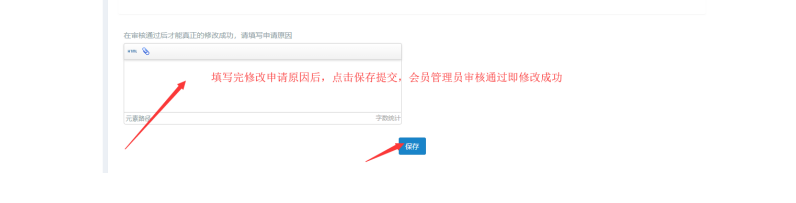 在审核通过后才能真正的修改成功，请填写申请原因
HTML
填写完修改申请原因后，点击保存提交，会员管理员审核通过即修改成功
元素路径
字数统计
保存